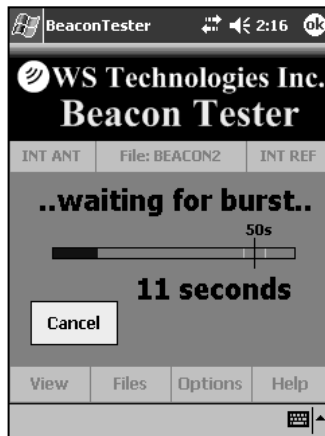 BeaconTester 2:16 ok
WS Technologies Inc.
Beacon Tester
INT ANT File: BEACON2 INT REF
..waiting for burst..
50s
11 seconds
Cancel
View Files Options Help